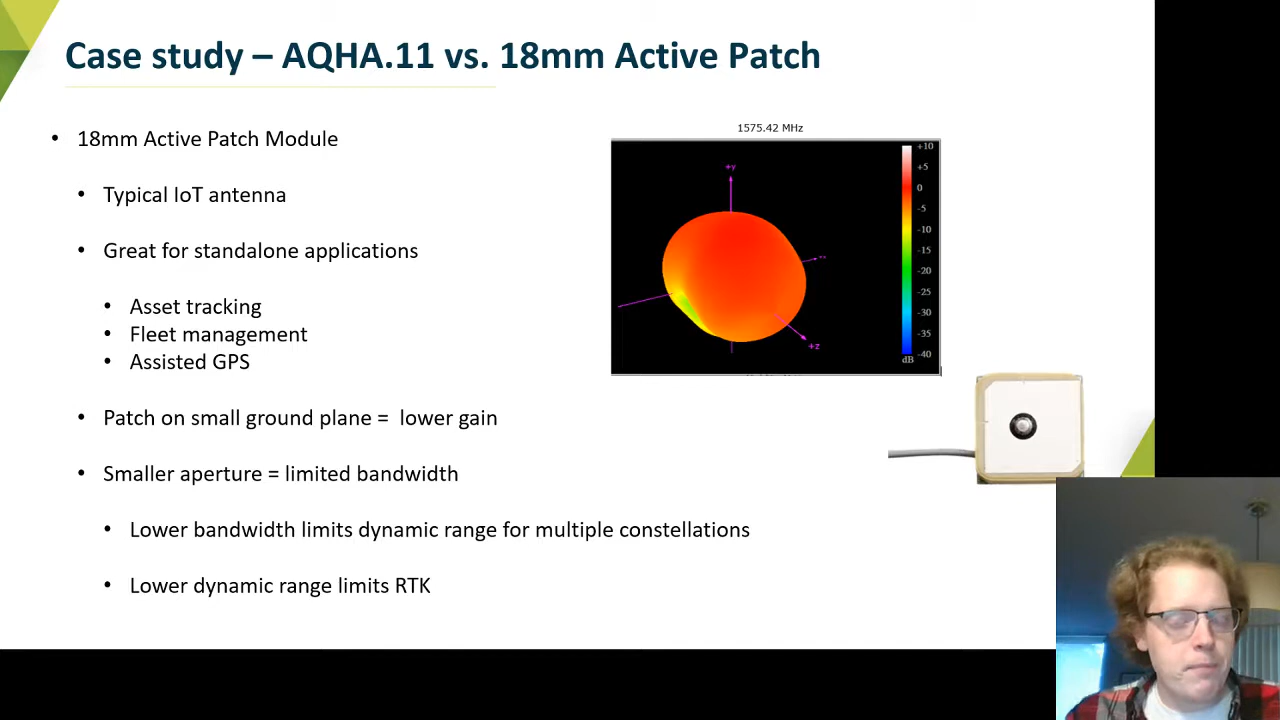 Case study – AQHA.11 vs. 18mm Active Patch
• 18mm Active Patch Module
• Typical IoT antenna
• Great for standalone applications
• Asset tracking
• Fleet management
• Assisted GPS
• Patch on small ground plane = lower gain
• Smaller aperture = limited bandwidth
• Lower bandwidth limits dynamic range for multiple constellations
• Lower dynamic range limits RTK
1575.42 MHz
+y
+z
+10
+5
0
-5
-10
-15
-20
-25
-30
-35
-40
dB